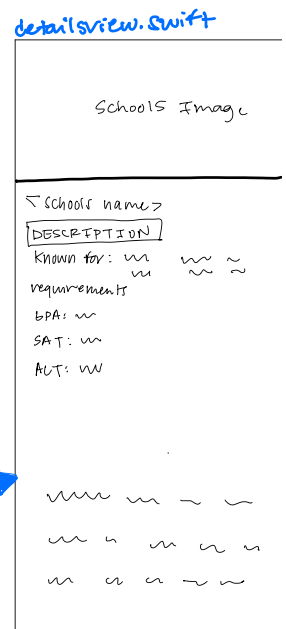 detailsview.swift
Schools Image
<schools name>
DESCRIPTION
Known for:
requirements
GPA:
SAT:
ACT: